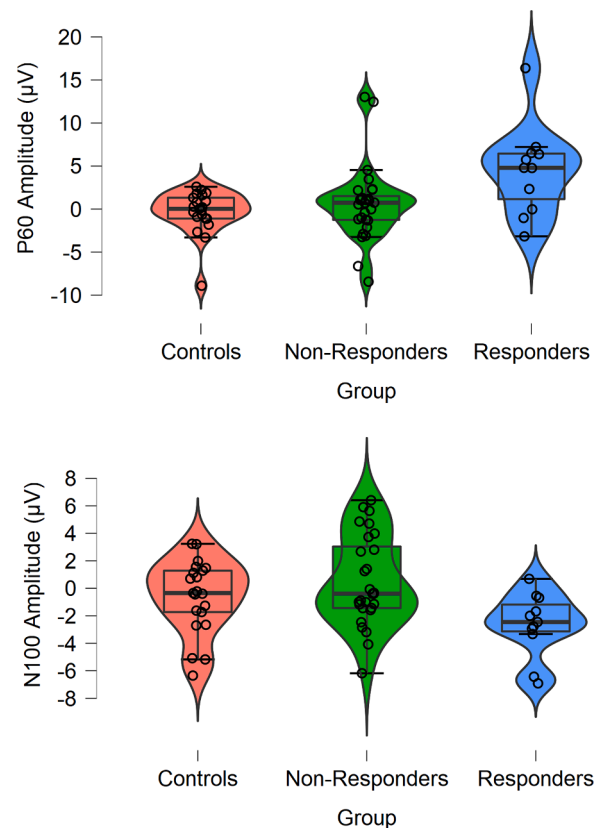 P60 Amplitude (µV)
20
15
10
5
0
-5
-10
Controls Non-Responders Responders
Group
N100 Amplitude (µV)
8
6
4
2
0
-2
-4
-6
-8
Controls Non-Responders Responders
Group